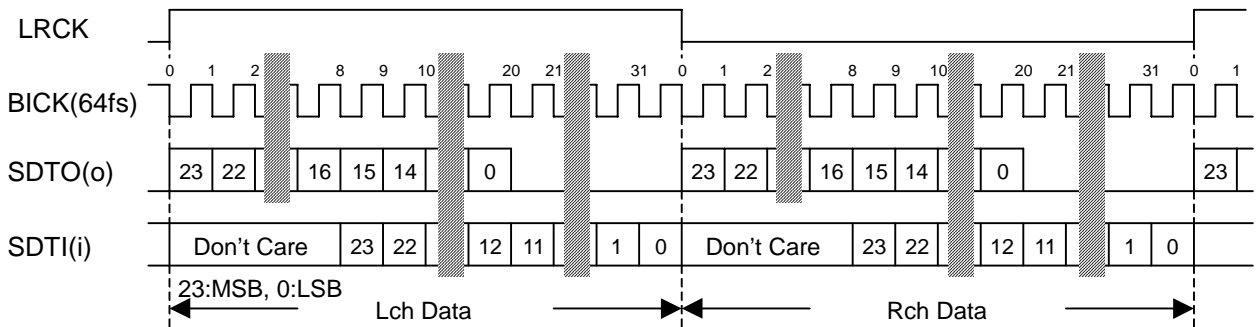 LRCK
0 1 2 8 9 10 20 21 31 0 1 2 8 9 10 20 21 31 0 1
BICK(64fs)
SDTO(o) 23 22 16 15 14 0 23 22 16 15 14 0 23
SDTI(i) Don't Care 23 22 12 11 1 0 Don't Care 23 22 12 11 1 0
23:MSB, 0:LSB
Lch Data Rch Data